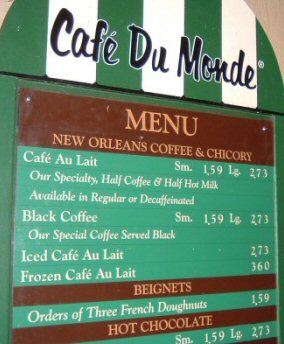 Café Du Monde®
MENU
NEW ORLEANS COFFEE & CHICORY
Café Au Lait Sm. 1,59 Lg. 2,73
Our Specialty, Half Coffee & Half Hot Milk
Available in Regular or Decaffeinated
Black Coffee Sm. 1,59 Lg. 2,73
Our Special Coffee Served Black
Iced Café Au Lait 2,73
Frozen Café Au Lait 3 6 0
BEIGNETS
Orders of Three French Doughnuts 1,59
HOT CHOCOLATE
Sm. 1,59 Lg. 2,73